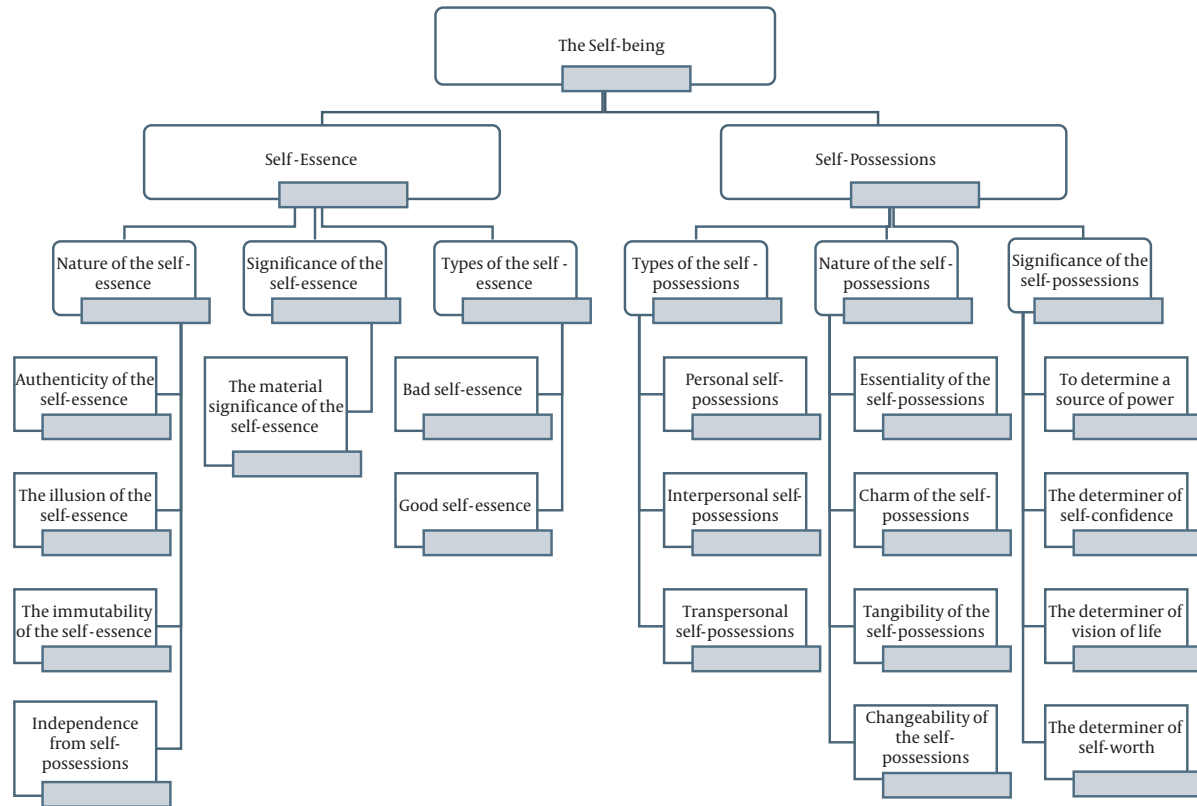 The Self-being
Self-Essence
Self-Possessions
Nature of the self-
essence
Significance of the
self-essence
Types of the self-
essence
Types of the self-
possessions
Nature of the self-
possessions
Significance of the
self-possessions
Authenticity of the
self-essence
The material
significance of the
self-essence
Bad self-essence
Personal self-
possessions
Essentiality of the
self-possessions
To determine a
source of power
The illusion of the
self-essence
Good self-essence
Interpersonal self-
possessions
Charm of the self-
possessions
The determiner of
self-confidence
The immutability
of the self-essence
Transpersonal
self-possessions
Tangibility of the
self-possessions
The determiner of
vision of life
Independence
from self-
possessions
Changeability of
the self-
possessions
The determiner of
self-worth